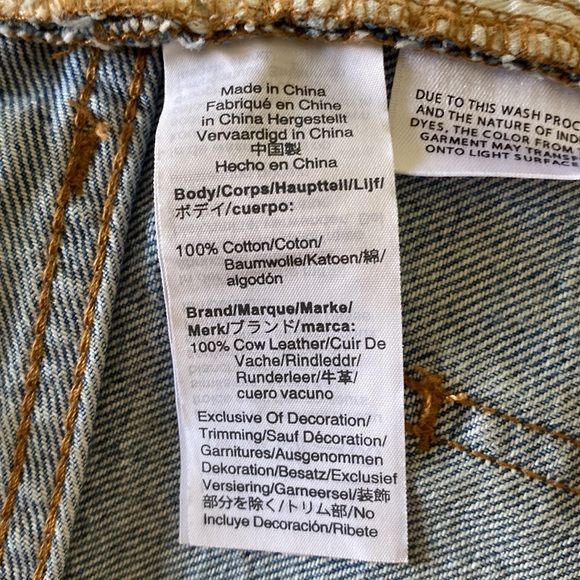 Made in China
Fabriqué en Chine
in China Hergestellt
Vervaardigd in China
中国製
Hecho en China
Body/Corps/Hauptteil/Lijf/
ボディ/cuerpo:
100% Cotton/Coton/
Baumwolle/Katoen/綿/
algodón
Brand/Marque/Marke/
Merk/ブランド/marca:
100% Cow Leather/Cuir De
Vache/Rindleddr/
Runderleer/牛革/
cuero vacuno
Exclusive Of Decoration/
Trimming/Sauf Décoration/
Garnitures/Ausgenommen
Dekoration/Besatz/Exclusief
Versiering/Garneersel/装飾
部分を除く/トリム部/No
Incluye Decoración/Ribete
DUE TO THIS WASH
AND THE NATURE OF
DYES, THE COLOR FROM
GARMENT MAY
ONTO LIGHT